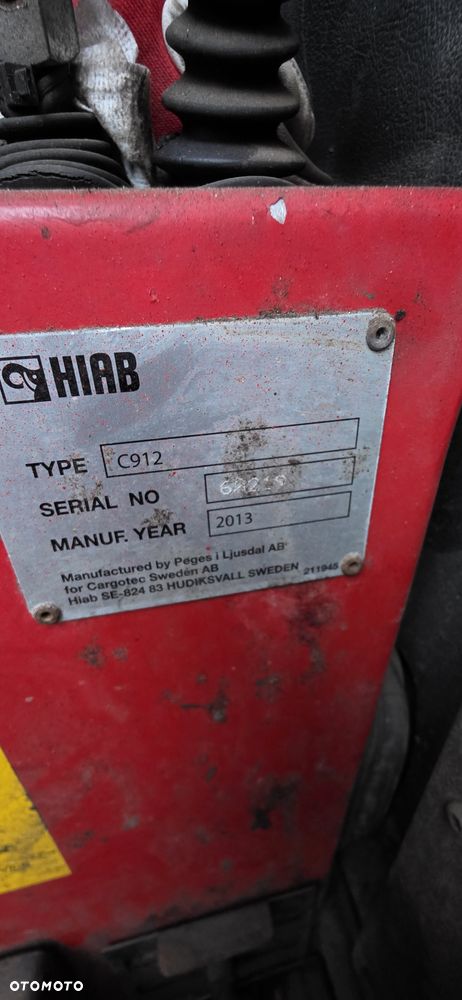 HIAB
TYPE C912
SERIAL NO
MANUF. YEAR 2013
Manufactured by Peges i Ljusdal AB
for Cargotec Sweden AB
Hiab SE-824 83 HUDIKSVALL SWEDEN 211945
OTOMOTO